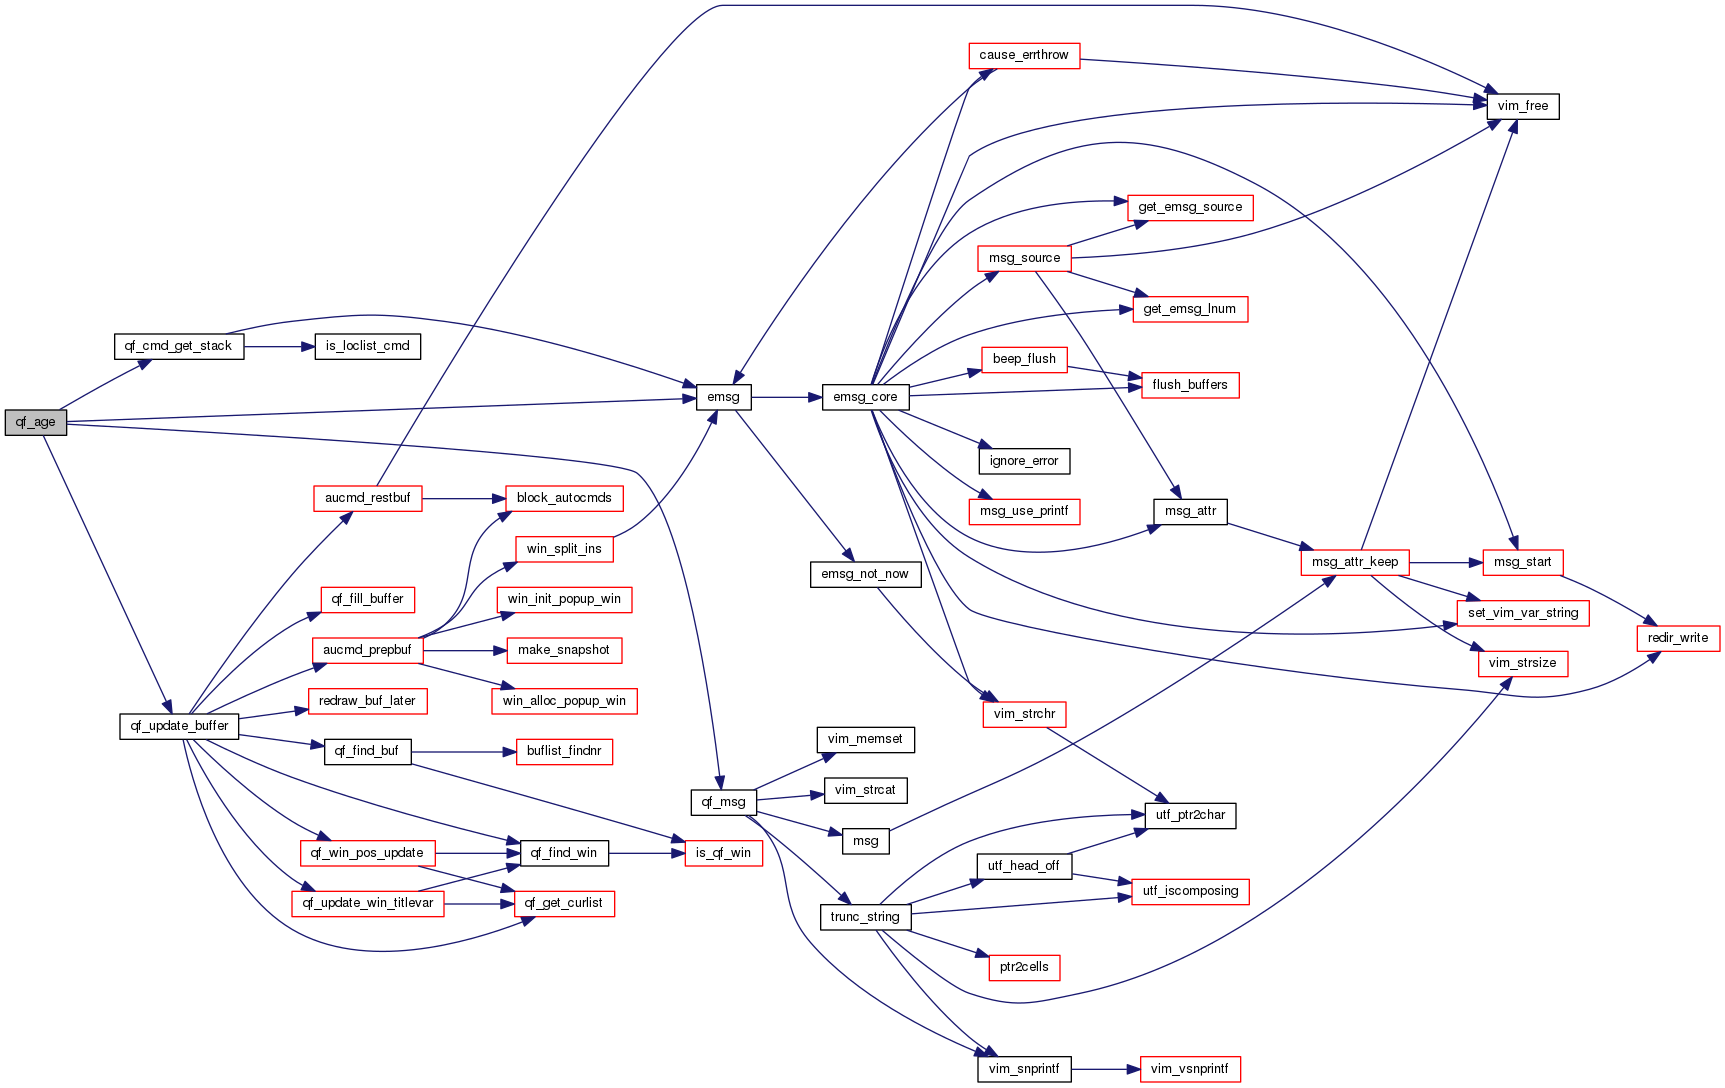 cause_errthrow
vim_free
get_emsg_source
msg_source
get_emsg_lnum
qf_cmd_get_stack
is_loclist_cmd
beep_flush
flush_buffers
emsg
emsg_core
qf_age
ignore_error
aucmd_restbuf
block_autocmds
msg_use_printf
msg_attr
win_split_ins
msg_attr_keep
msg_start
emsg_not_now
qf_fill_buffer
win_init_popup_win
set_vim_var_string
redir_write
aucmd_prepbuf
make_snapshot
vim_strsize
redraw_buf_later
win_alloc_popup_win
vim_strchr
qf_update_buffer
vim_memset
qf_find_buf
buflist_findnr
vim_strcat
qf_msg
utf_ptr2char
msg
qf_win_pos_update
qf_find_win
is_qf_win
utf_head_off
utf_iscomposing
qf_update_win_titlevar
qf_get_curlist
trunc_string
ptr2cells
vim_snprintf
vim_vsnprintf